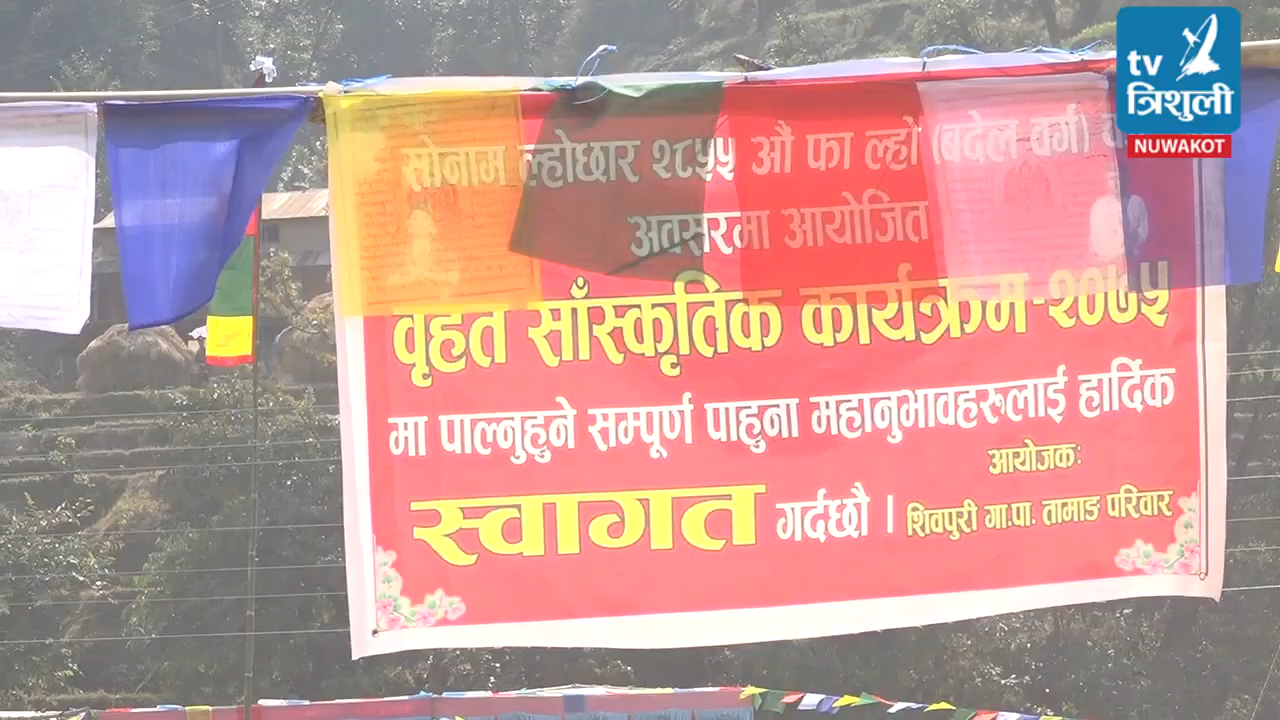 tv
त्रिशुली
NUWAKOT
सोनाम ल्होछार २८५५ औं फा ल्हो (बदेल वर्ग)
अवसरमा आयोजित
वृहत साँस्कृतिक कार्यक्रम-२०७५
मा पाल्नुहुने सम्पूर्ण पाहुना महानुभावहरूलाई हार्दिक
स्वागत गर्दछौ ।
आयोजकः
शिवपुरी गा.पा. तामाङ परिवार